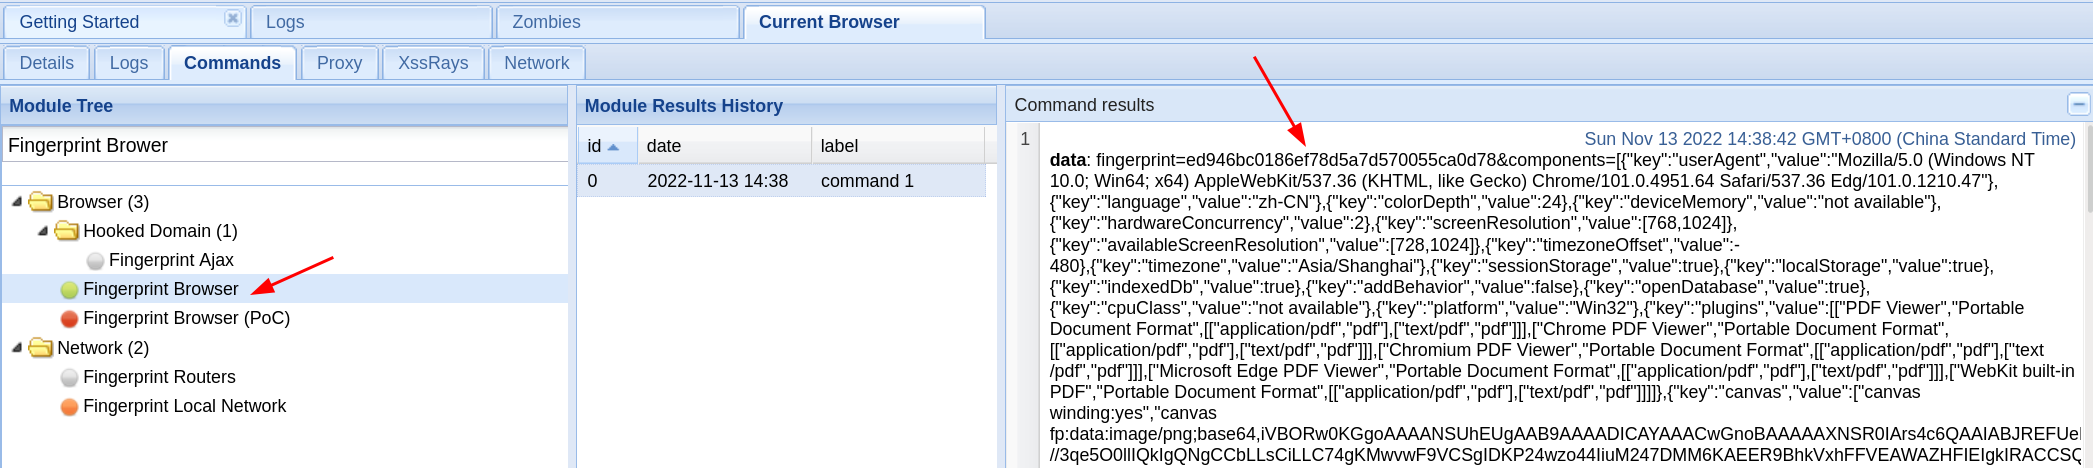 Getting Started
Logs
Zombies
Current Browser
Details
Logs
Commands
Proxy
XssRays
Network
Module Tree
Fingerprint Brower
Browser (3)
Hooked Domain (1)
Fingerprint Ajax
Fingerprint Browser
Fingerprint Browser (PoC)
Network (2)
Fingerprint Routers
Fingerprint Local Network
Module Results History
id date label
0 2022-11-13 14:38 command 1
Command results
1
Sun Nov 13 2022 14:38:42 GMT+0800 (China Standard Time)
data: fingerprint=ed946bc0186ef78d5a7d570055ca0d78&components=[{"key":"userAgent","value":"Mozilla/5.0 (Windows NT
10.0; Win64; x64) AppleWebKit/537.36 (KHTML, like Gecko) Chrome/101.0.4951.64 Safari/537.36 Edg/101.0.1210.47"},
{"key":"language","value":"zh-CN"},{"key":"colorDepth","value":24},{"key":"deviceMemory","value":"not available"},
{"key":"hardwareConcurrency","value":2},{"key":"screenResolution","value":[768,1024]},
{"key":"availableScreenResolution","value":[728,1024]},{"key":"timezoneOffset","value":-
480},{"key":"timezone","value":"Asia/Shanghai"},{"key":"sessionStorage","value":true},{"key":"localStorage","value":true},
{"key":"indexedDb","value":true},{"key":"addBehavior","value":false},{"key":"openDatabase","value":true},
{"key":"cpuClass","value":"not available"},{"key":"platform","value":"Win32"},{"key":"plugins","value":[["PDF Viewer","Portable
Document Format",[["application/pdf","pdf"],["text/pdf","pdf"]]],["Chrome PDF Viewer","Portable Document Format",
[["application/pdf","pdf"],["text/pdf","pdf"]]],["Chromium PDF Viewer","Portable Document Format",[["application/pdf","pdf"],["text
/pdf","pdf"]]],["Microsoft Edge PDF Viewer","Portable Document Format",[["application/pdf","pdf"],["text/pdf","pdf"]]],["WebKit built-in
PDF","Portable Document Format",[["application/pdf","pdf"],["text/pdf","pdf"]]]]},{"key":"canvas","value":["canvas
winding:yes","canvas
fp:data:image/png;base64,iVBORw0KGgoAAAANSUhEUgAAB9AAAADICAYAAACwGnoBAAAAAXNSR0IArs4c6QAAIABJREFUe